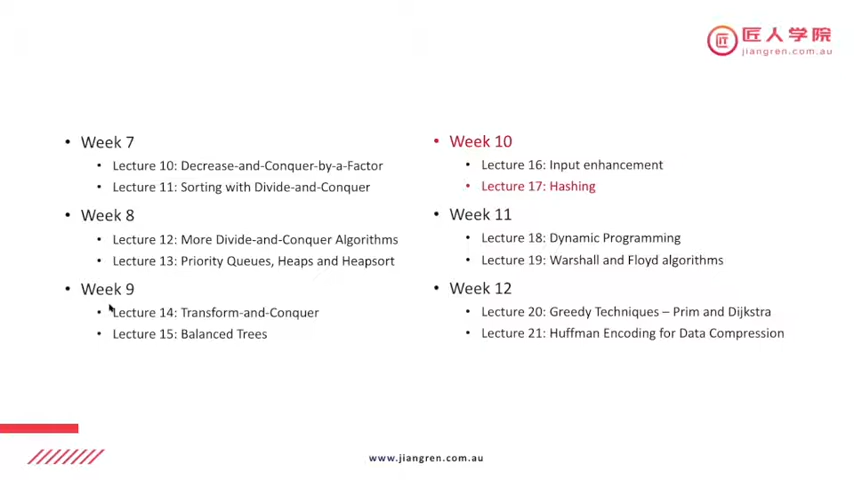 匠人学院
jiangren.com.au
Week 7
Lecture 10: Decrease-and-Conquer-by-a-Factor
Lecture 11: Sorting with Divide-and-Conquer
Week 8
Lecture 12: More Divide-and-Conquer Algorithms
Lecture 13: Priority Queues, Heaps and Heapsort
Week 9
Lecture 14: Transform-and-Conquer
Lecture 15: Balanced Trees
Week 10
Lecture 16: Input enhancement
Lecture 17: Hashing
Week 11
Lecture 18: Dynamic Programming
Lecture 19: Warshall and Floyd algorithms
Week 12
Lecture 20: Greedy Techniques – Prim and Dijkstra
Lecture 21: Huffman Encoding for Data Compression
www.jiangren.com.au